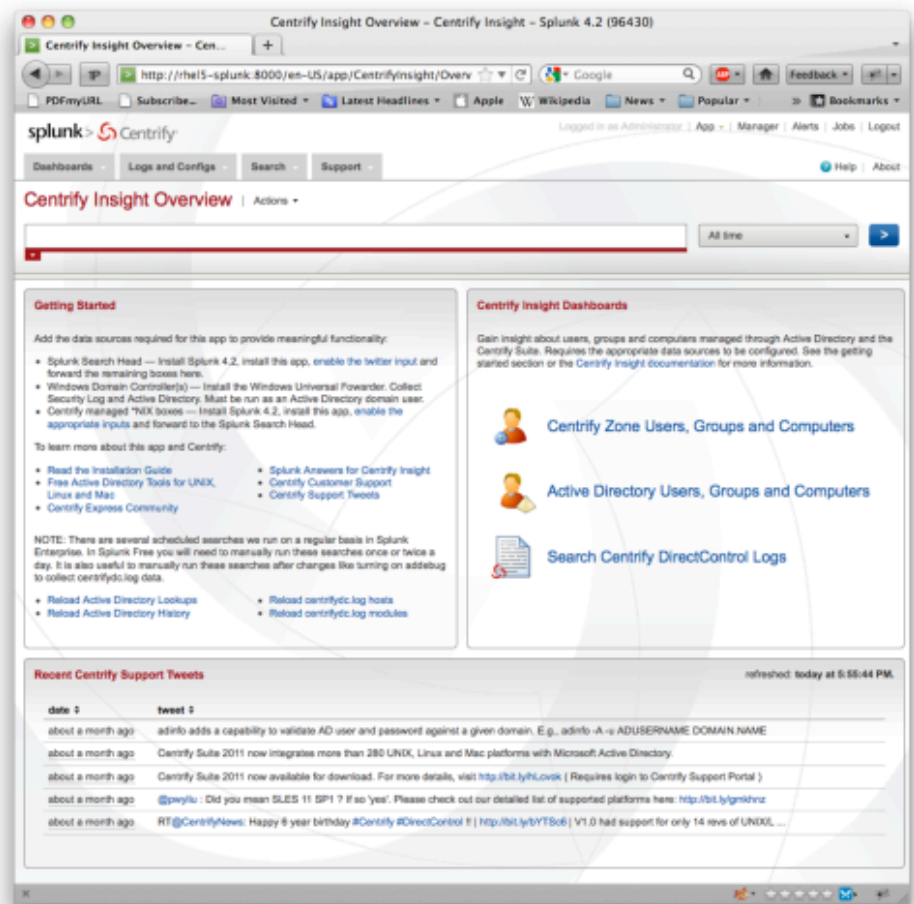 Centrify Insight Overview – Centrify Insight – Splunk 4.2 (96430)
Centrify Insight Overview – Cen...
http://rhel5-splunk:8000/en-US/app/CentrifyInsight/Overv
Google
ABP
Feedback
PDFmyURL Subscribe... Most Visited Latest Headlines Apple Wikipedia News Popular » Bookmarks
splunk> Centrify
Logged in as Administrator | App | Manager | Alerts | Jobs | Logout
Dashboards Logs and Configs Search Support
Help | About
Centrify Insight Overview | Actions
All time
>
Getting Started
Add the data sources required for this app to provide meaningful functionality:
• Splunk Search Head — Install Splunk 4.2, install this app, enable the twitter input and
forward the remaining boxes here.
• Windows Domain Controller(s) — Install the Windows Universal Fowarder. Collect
Security Log and Active Directory. Must be run as an Active Directory domain user.
• Centrify managed *NIX boxes — Install Splunk 4.2, install this app, enable the
appropriate inputs and forward to the Splunk Search Head.
To learn more about this app and Centrify:
• Read the Installation Guide
• Free Active Directory Tools for UNIX,
Linux and Mac
• Centrify Express Community
• Splunk Answers for Centrify Insight
• Centrify Customer Support
• Centrify Support Tweets
NOTE: There are several scheduled searches we run on a regular basis in Splunk
Enterprise. In Splunk Free you will need to manually run these searches once or twice a
day. It is also useful to manually run these searches after changes like turning on addebug
to collect centrifydc.log data.
• Reload Active Directory Lookups
• Reload Active Directory History
• Reload centrifydc.log hosts
• Reload centrifydc.log modules
Centrify Insight Dashboards
Gain insight about users, groups and computers managed through Active Directory and the
Centrify Suite. Requires the appropriate data sources to be configured. See the getting
started section or the Centrify Insight documentation for more information.
Centrify Zone Users, Groups and Computers
Active Directory Users, Groups and Computers
Search Centrify DirectControl Logs
Recent Centrify Support Tweets
refreshed: today at 5:55:44 PM.
date tweet
about a month ago adinfo adds a capability to validate AD user and password against a given domain. E.g., adinfo -A -u ADUSERNAME DOMAIN.NAME
about a month ago Centrify Suite 2011 now integrates more than 280 UNIX, Linux and Mac platforms with Microsoft Active Directory.
about a month ago Centrify Suite 2011 now available for download. For more details, visit http://bit.ly/hLovok ( Requires login to Centrify Support Portal )
about a month ago @pwyliu : Did you mean SLES 11 SP1 ? If so 'yes'. Please check out our detailed list of supported platforms here: http://bit.ly/gmkhnz
about a month ago RT@CentrifyNews: Happy 6 year birthday #Centrify #DirectControl !! | http://bit.ly/bYTSc6 | V1.0 had support for only 14 revs of UNIX/L ...